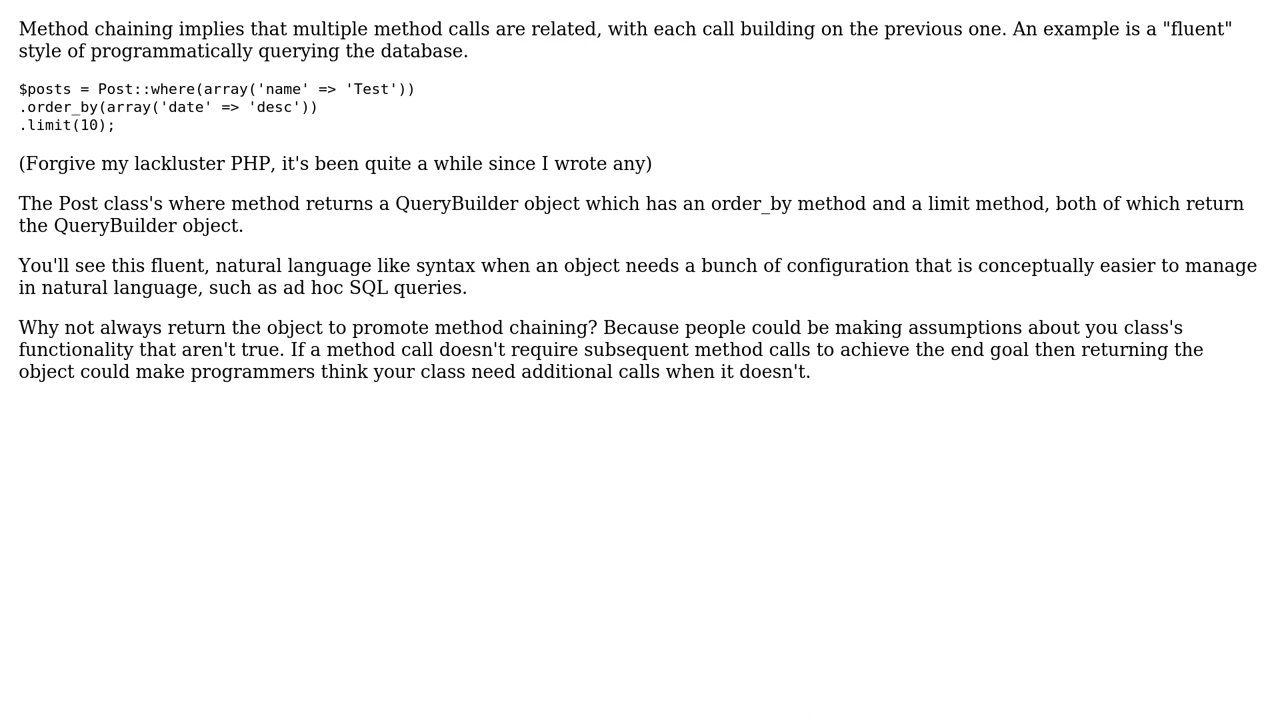 Method chaining implies that multiple method calls are related, with each call building on the previous one. An example is a "fluent"
style of programmatically querying the database.
$posts = Post::where(array('name' => 'Test'))
.order_by(array('date' => 'desc'))
.limit(10);
(Forgive my lackluster PHP, it's been quite a while since I wrote any)
The Post class's where method returns a QueryBuilder object which has an order_by method and a limit method, both of which return
the QueryBuilder object.
You'll see this fluent, natural language like syntax when an object needs a bunch of configuration that is conceptually easier to manage
in natural language, such as ad hoc SQL queries.
Why not always return the object to promote method chaining? Because people could be making assumptions about you class's
functionality that aren't true. If a method call doesn't require subsequent method calls to achieve the end goal then returning the
object could make programmers think your class need additional calls when it doesn't.